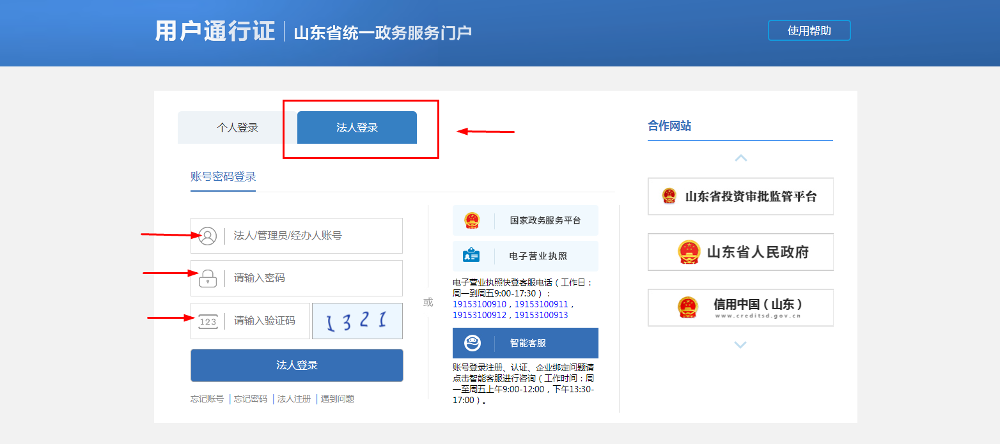 用户通行证
山东省统一政务服务门户
使用帮助
个人登录
法人登录
账号密码登录
法人/管理员/经办人账号
请输入密码
123
请输入验证码
1321
法人登录
忘记账号
忘记密码
法人注册
遇到问题
或
国家政务服务平台
电子营业执照
电子营业执照快登客服电话（工作日：
周一到周五9:00-17:30）：
19153100910，19153100911，
19153100912，19153100913
智能客服
账号登录注册、认证、企业绑定问题请
点击智能客服进行咨询（工作时间：周
一至周五上午9:00-12:00，下午13:30-
17:00）。
合作网站
山东省投资审批监管平台
山东省人民政府
信用中国（山东）
www.creditsd.gov.cn